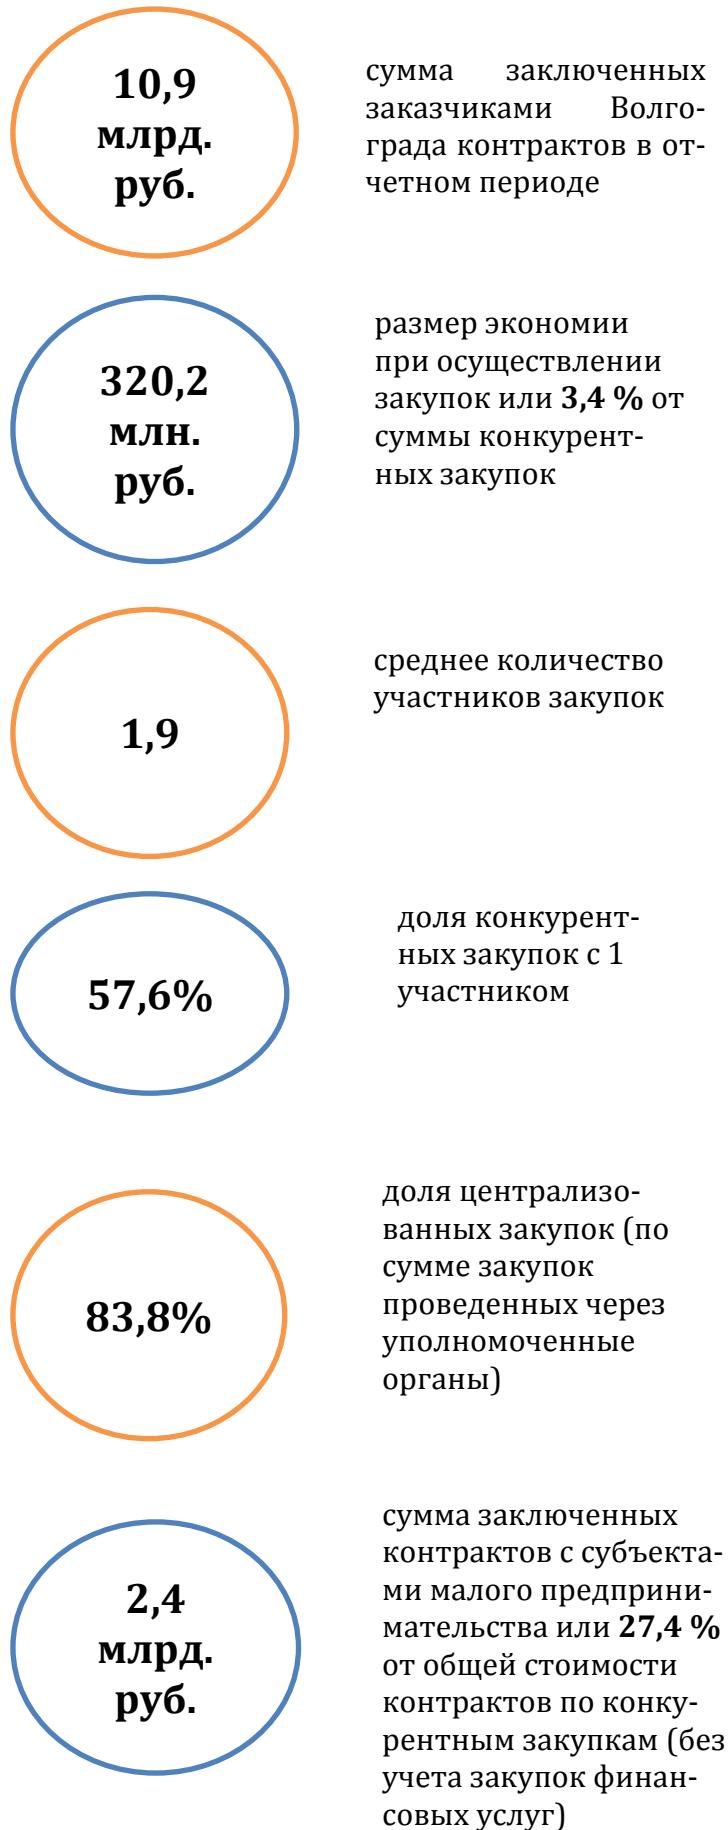 10,9
млрд.
руб.
сумма заключенных
заказчиками Волго-
града контрактов в от-
четном периоде
320,2
млн.
руб.
размер экономии
при осуществлении
закупок или 3,4 % от
суммы конкурент-
ных закупок
1,9
среднее количество
участников закупок
57,6%
доля конкурент-
ных закупок с 1
участником
83,8%
доля централизо-
ванных закупок (по
сумме закупок
проведенных через
уполномоченные
органы)
2,4
млрд.
руб.
сумма заключенных
контрактов с субъекта-
ми малого предприни-
мательства или 27,4 %
от общей стоимости
контрактов по конку-
рентным закупкам (без
учета закупок финан-
совых услуг)